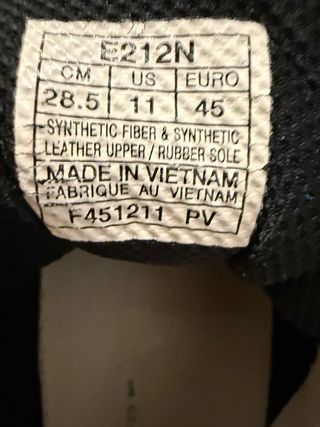 E212N
CM US EURO
28.5 11 45
SYNTHETIC FIBER & SYNTHETIC
LEATHER UPPER / RUBBER SOLE
MADE IN VIETNAM
FABRIQUE AU VIETNAM
F451211 PV